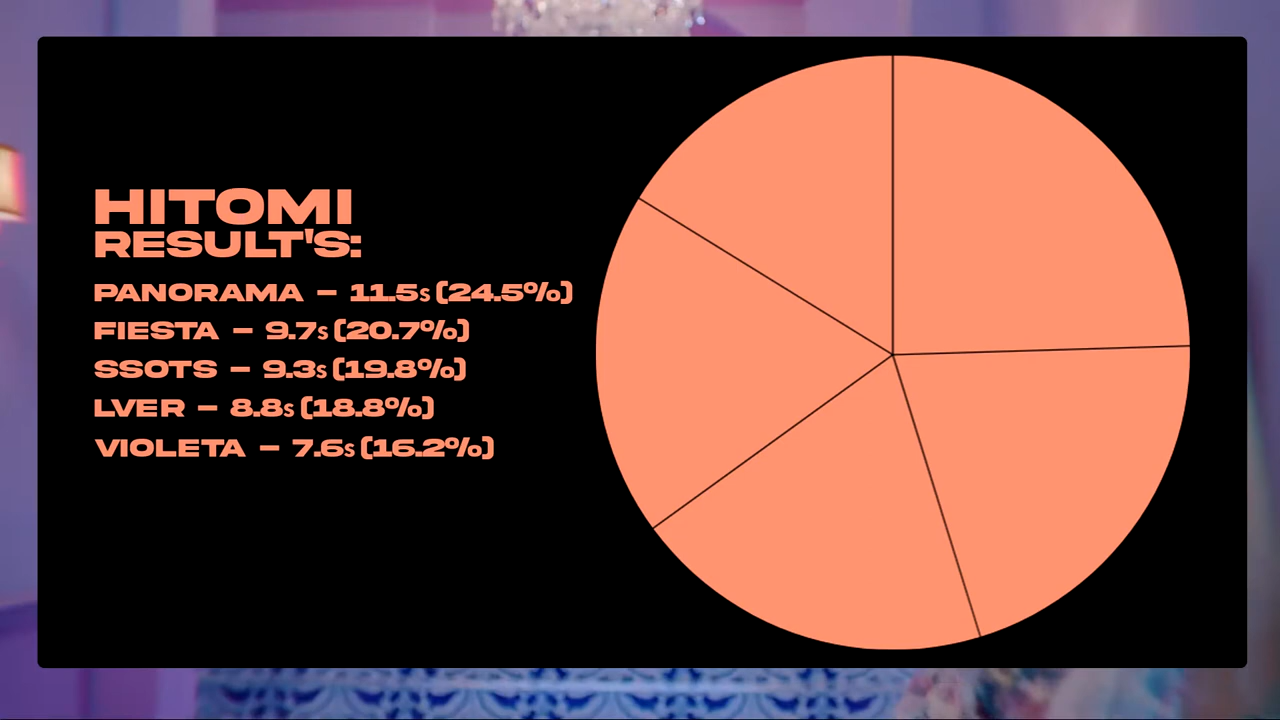 HITOMI
RESULT'S:
PANORAMA – 11.5s (24.5%)
FIESTA – 9.7s (20.7%)
SSOTS – 9.3s (19.8%)
LVER – 8.8s (18.8%)
VIOLETA – 7.6s (16.2%)